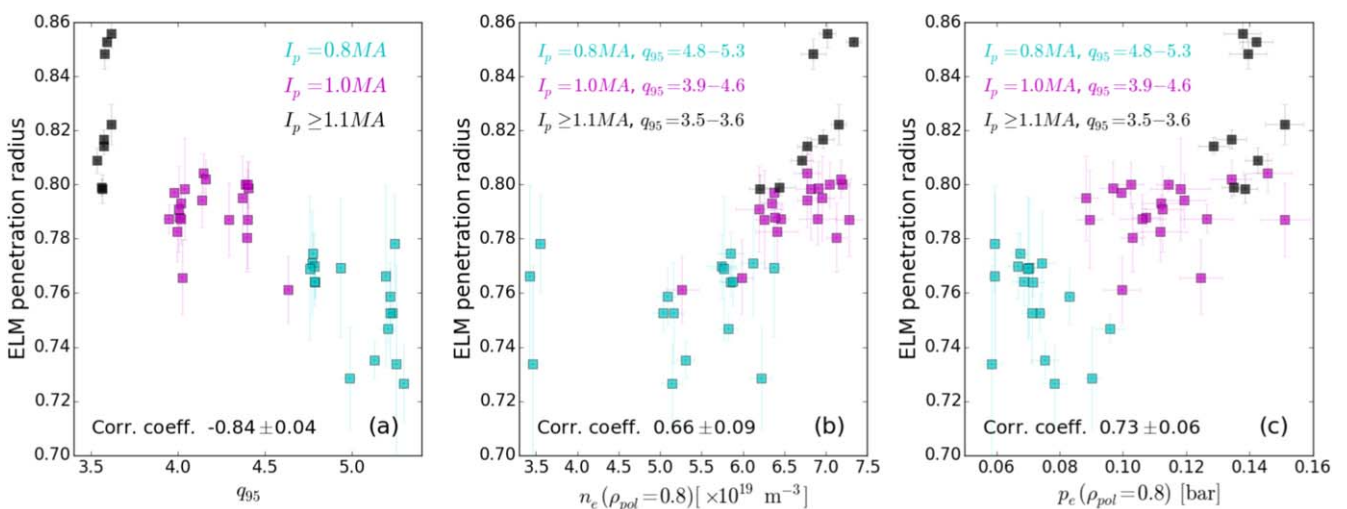 0.86
0.84
0.82
0.80
0.78
0.76
0.74
0.72
0.70
ELM penetration radius
I_p = 0.8MA
I_p = 1.0MA
I_p ≥ 1.1MA
Corr. coeff. -0.84 ± 0.04
(a)
3.5 4.0 4.5 5.0
q_95
0.86
0.84
0.82
0.80
0.78
0.76
0.74
0.72
0.70
ELM penetration radius
I_p = 0.8MA, q_95 = 4.8−5.3
I_p = 1.0MA, q_95 = 3.9−4.6
I_p ≥ 1.1MA, q_95 = 3.5−3.6
Corr. coeff. 0.66 ± 0.09
(b)
3.5 4.0 4.5 5.0 5.5 6.0 6.5 7.0 7.5
n_e(ρ_pol = 0.8)[×10^19 m^−3]
0.86
0.84
0.82
0.80
0.78
0.76
0.74
0.72
0.70
ELM penetration radius
I_p = 0.8MA, q_95 = 4.8−5.3
I_p = 1.0MA, q_95 = 3.9−4.6
I_p ≥ 1.1MA, q_95 = 3.5−3.6
Corr. coeff. 0.73 ± 0.06
(c)
0.06 0.08 0.10 0.12 0.14 0.16
p_e(ρ_pol = 0.8) [bar]